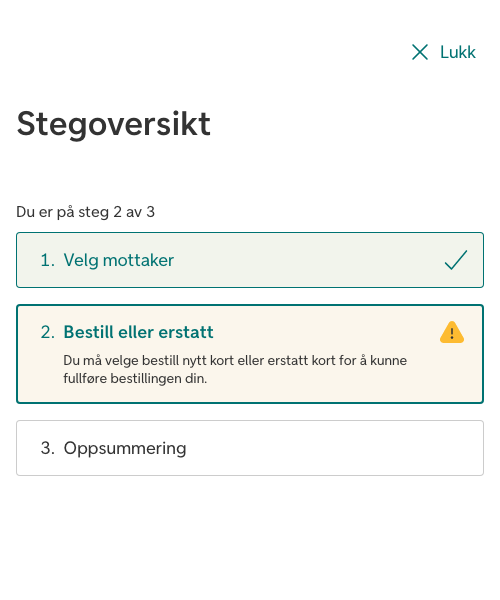 Lukk
Stegoversikt
Du er på steg 2 av 3
1. Velg mottaker
2. Bestill eller erstatt
Du må velge bestill nytt kort eller erstatt kort for å kunne
fullføre bestillingen din.
3. Oppsummering